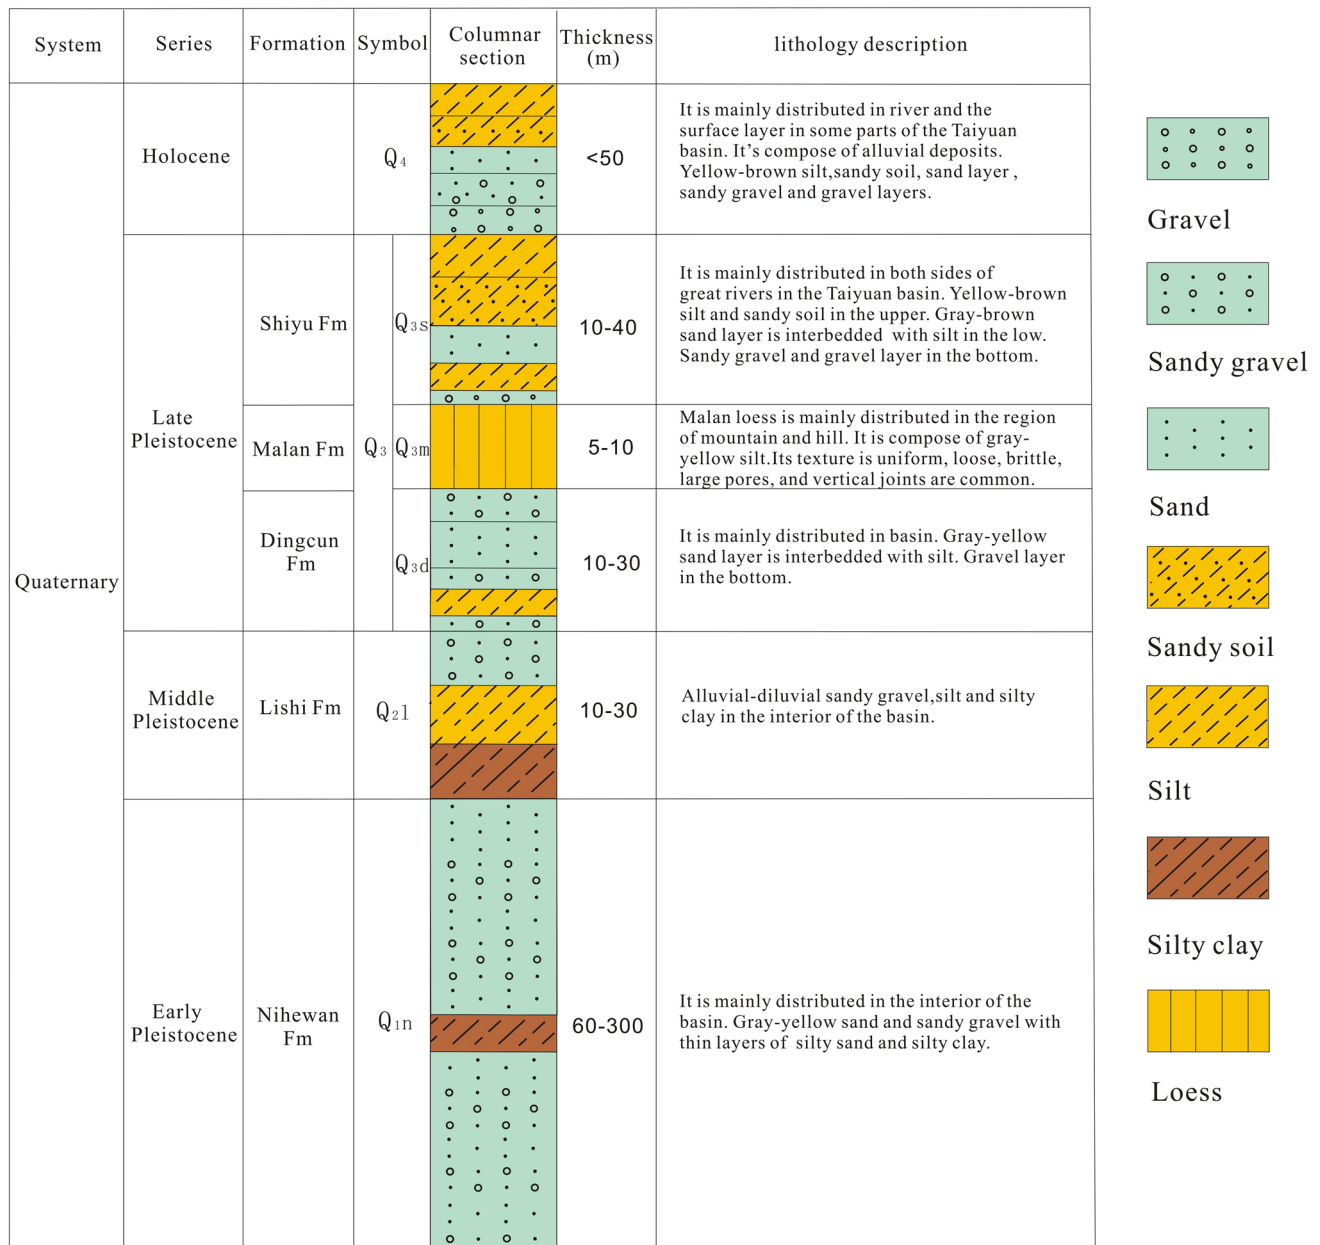 System
Series
Formation
Symbol
Columnar
section
Thickness
(m)
lithology description
Quaternary
Holocene
Q4
<50
It is mainly distributed in river and the
surface layer in some parts of the Taiyuan
basin. It's compose of alluvial deposits.
Yellow-brown silt,sandy soil, sand layer ,
sandy gravel and gravel layers.
Late
Pleistocene
Q3
Shiyu Fm
Q3s
10-40
It is mainly distributed in both sides of
great rivers in the Taiyuan basin. Yellow-brown
silt and sandy soil in the upper. Gray-brown
sand layer is interbedded with silt in the low.
Sandy gravel and gravel layer in the bottom.
Malan Fm
Q3m
5-10
Malan loess is mainly distributed in the region
of mountain and hill. It is compose of gray-
yellow silt.Its texture is uniform, loose, brittle,
large pores, and vertical joints are common.
Dingcun
Fm
Q3d
10-30
It is mainly distributed in basin. Gray-yellow
sand layer is interbedded with silt. Gravel layer
in the bottom.
Middle
Pleistocene
Lishi Fm
Q2l
10-30
Alluvial-diluvial sandy gravel,silt and silty
clay in the interior of the basin.
Early
Pleistocene
Nihewan
Fm
Q1n
60-300
It is mainly distributed in the interior of the
basin. Gray-yellow sand and sandy gravel with
thin layers of silty sand and silty clay.
Gravel
Sandy gravel
Sand
Sandy soil
Silt
Silty clay
Loess